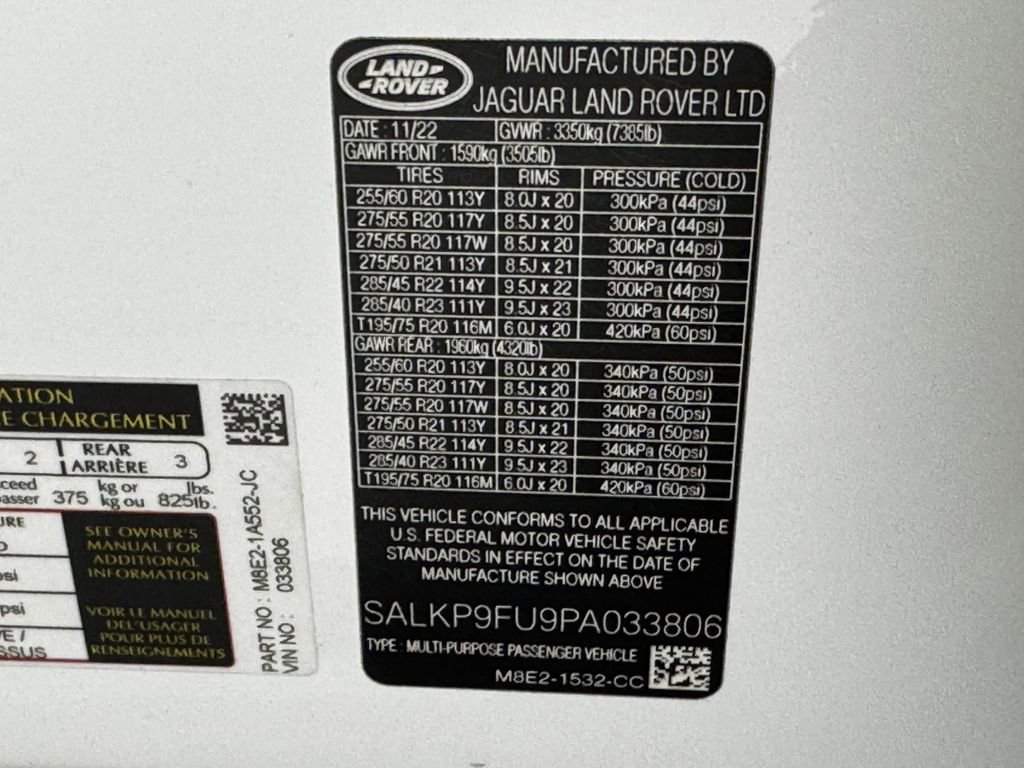 LAND-
-ROVER
MANUFACTURED BY
JAGUAR LAND ROVER LTD
DATE : 11/22 GVWR : 3350kg (7385lb)
GAWR FRONT : 1590kg (3505lb)
TIRES RIMS PRESSURE (COLD)
255/60 R20 113Y 8.0J x 20 300kPa (44psi)
275/55 R20 117Y 8.5J x 20 300kPa (44psi)
275/55 R20 117W 8.5J x 20 300kPa (44psi)
275/50 R21 113Y 8.5J x 21 300kPa (44psi)
285/45 R22 114Y 9.5J x 22 300kPa (44psi)
285/40 R23 111Y 9.5J x 23 300kPa (44psi)
T195/75 R20 116M 6.0J x 20 420kPa (60psi)
GAWR REAR : 1960kg (4320lb)
255/60 R20 113Y 8.0J x 20 340kPa (50psi)
275/55 R20 117Y 8.5J x 20 340kPa (50psi)
275/55 R20 117W 8.5J x 20 340kPa (50psi)
275/50 R21 113Y 8.5J x 21 340kPa (50psi)
285/45 R22 114Y 9.5J x 22 340kPa (50psi)
285/40 R23 111Y 9.5J x 23 340kPa (50psi)
T195/75 R20 116M 6.0J x 20 420kPa (60psi)
THIS VEHICLE CONFORMS TO ALL APPLICABLE
U.S. FEDERAL MOTOR VEHICLE SAFETY
STANDARDS IN EFFECT ON THE DATE OF
MANUFACTURE SHOWN ABOVE
SALKP9FU9PA033806
TYPE : MULTI-PURPOSE PASSENGER VEHICLE
M8E2-1532-CC
ATION
E CHARGEMENT
2 REAR
ARRIÈRE 3
ceed
asser 375 kg or
kg ou 825 lbs.
lb.
URE
psi
psi
E /
SSUS
SEE OWNER'S
MANUAL FOR
ADDITIONAL
INFORMATION
VOIR LE MANUEL
DEL'USAGER
POUR PLUS DE
RENSEIGNEMENTS
PART NO : M8E2-1A552-JC
VIN NO : 033806